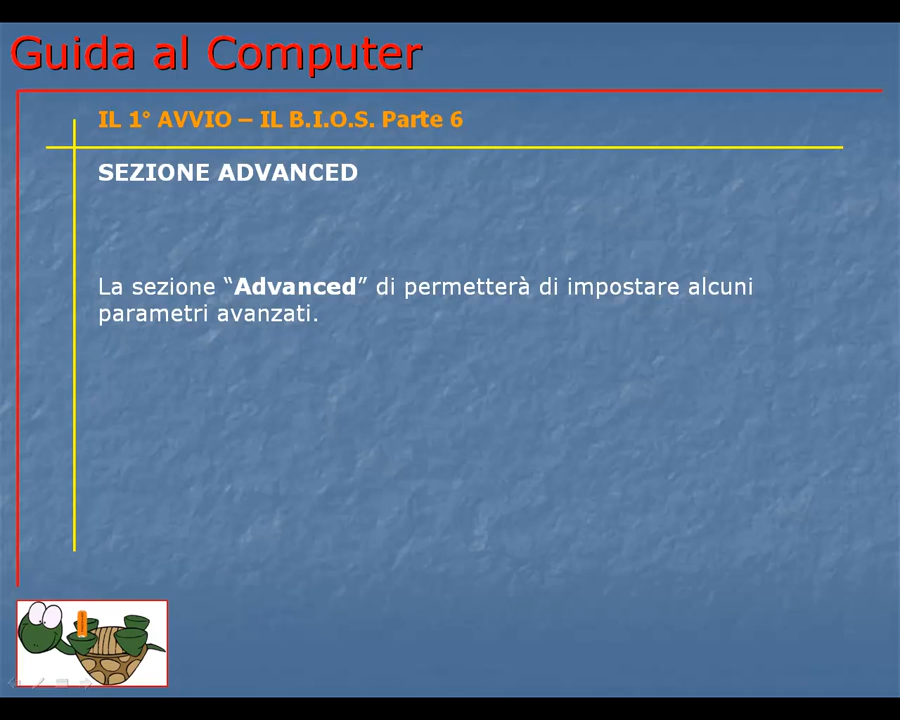 Guida al Computer
IL 1° AVVIO – IL B.I.O.S. Parte 6
SEZIONE ADVANCED
La sezione “Advanced” di permetterà di impostare alcuni
parametri avanzati.